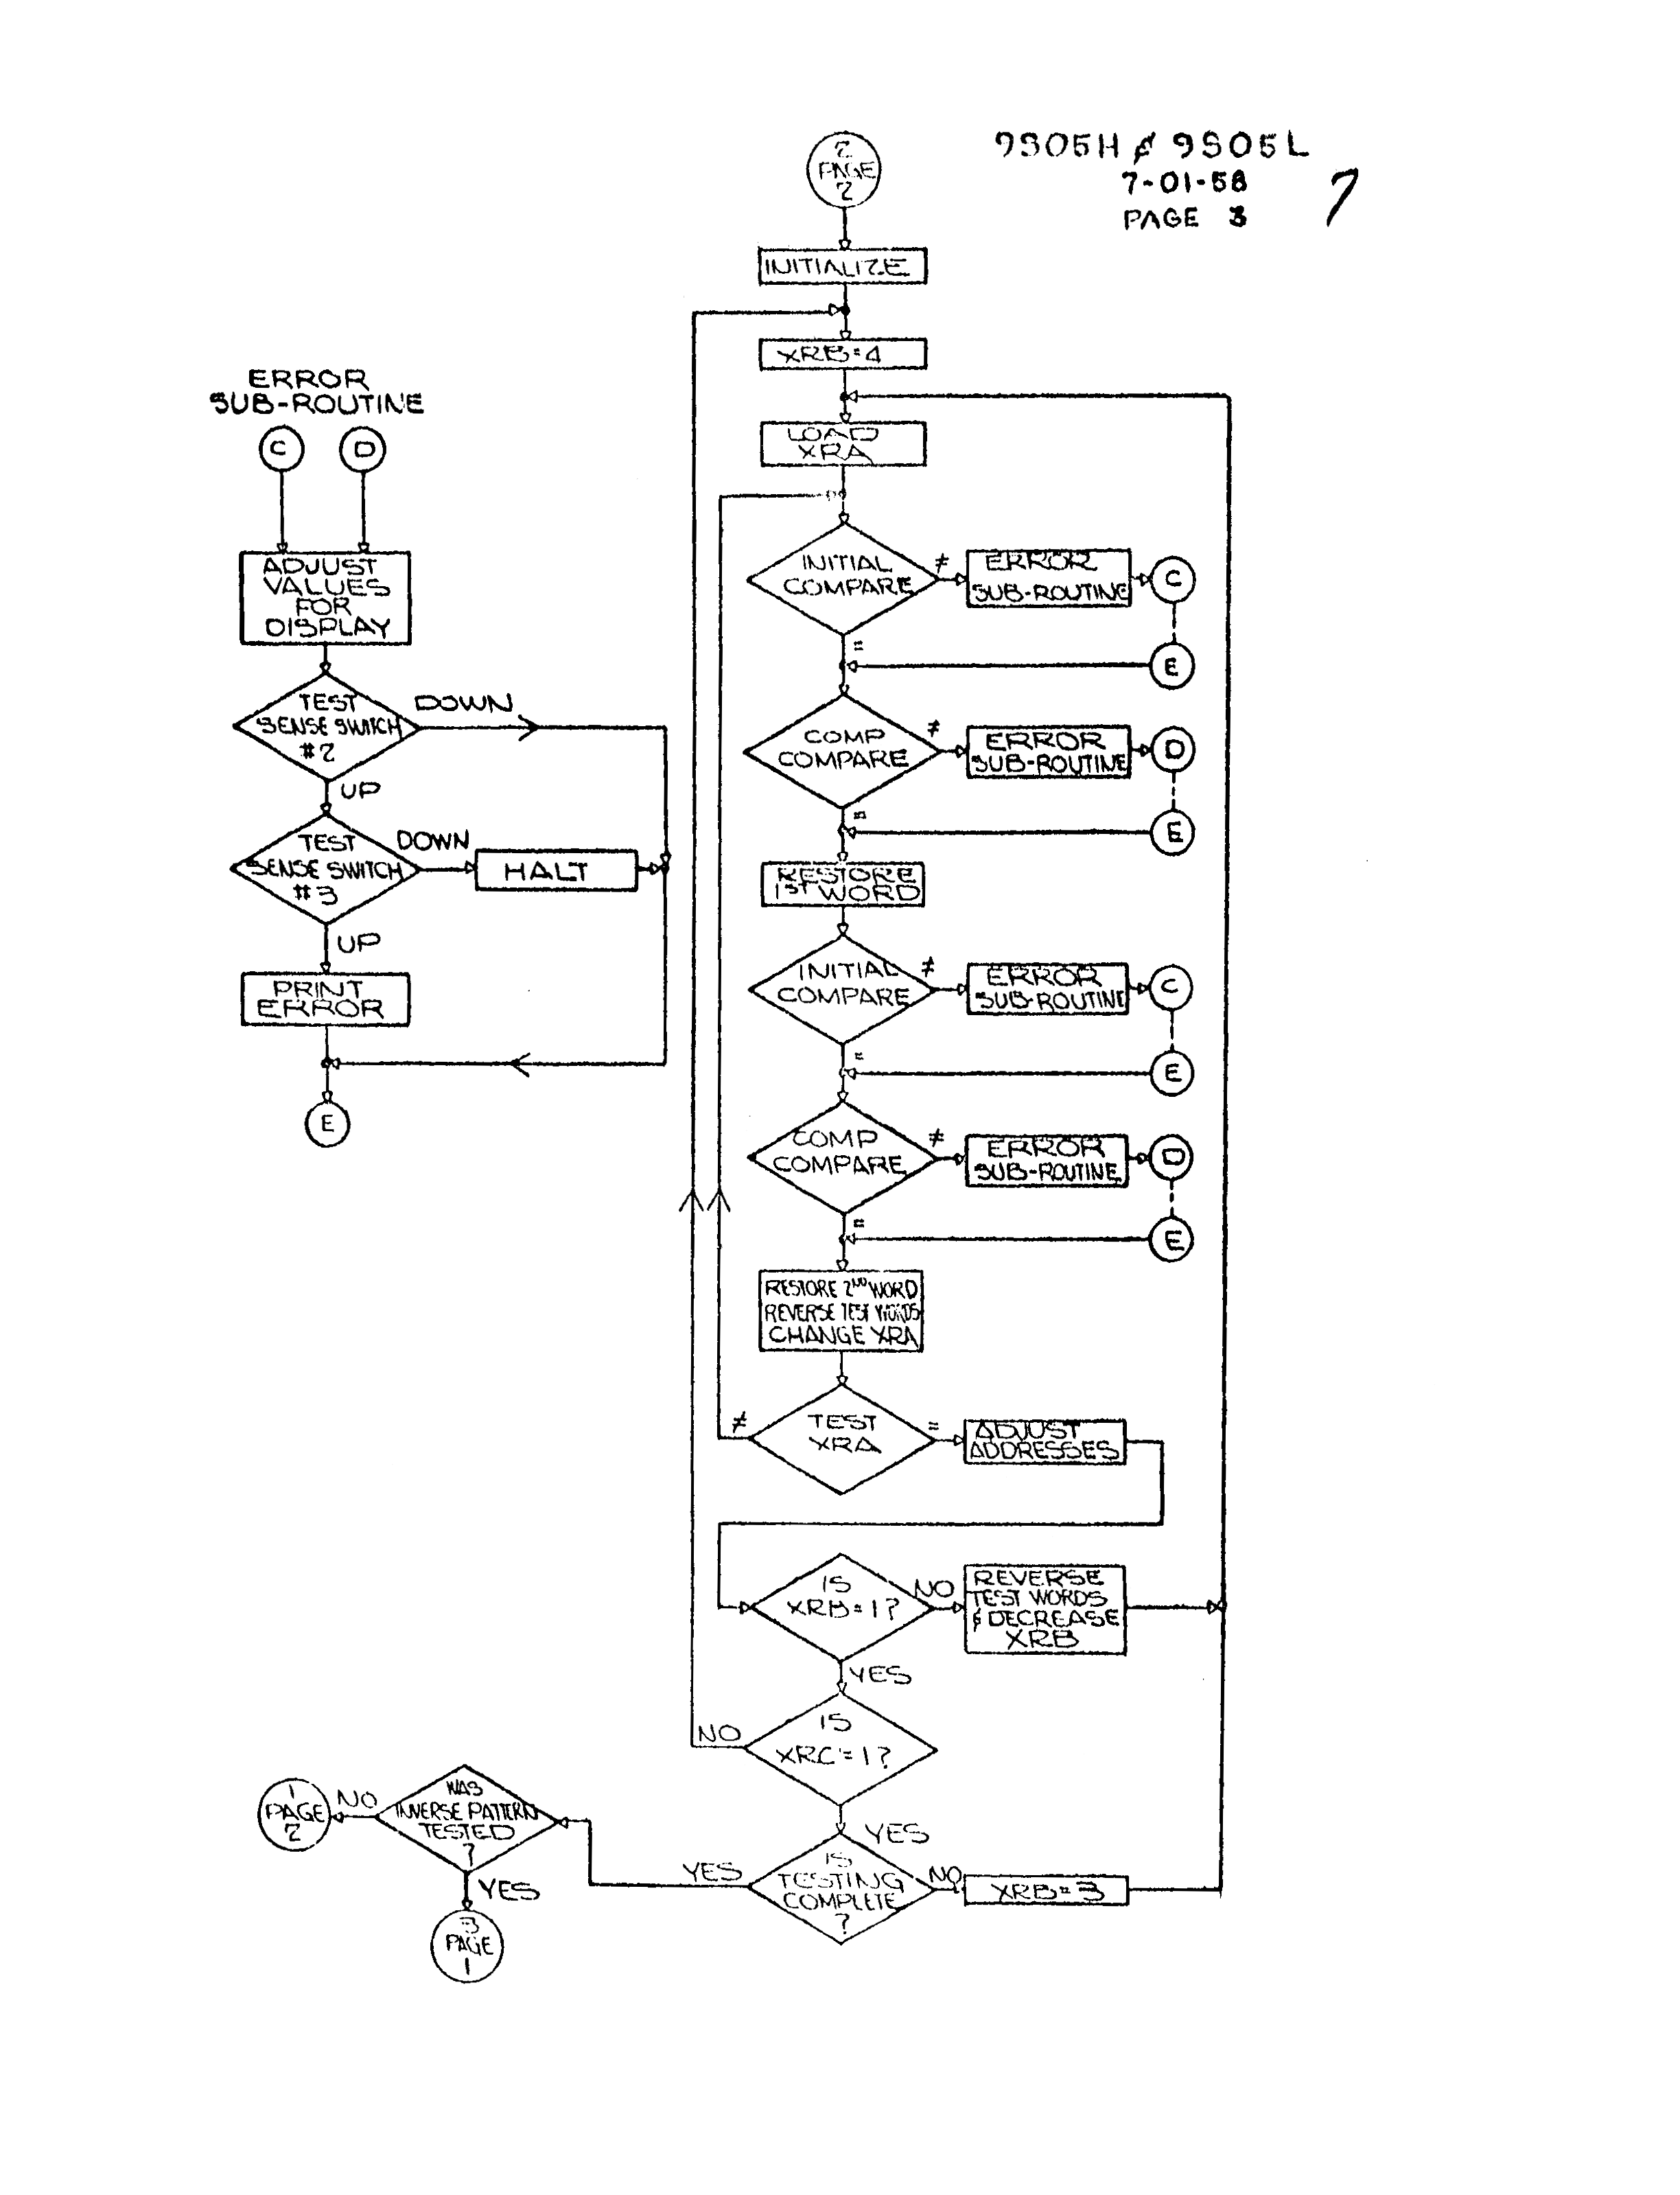 9S05H & 9S05L
7-01-58
PAGE 3
7
2
PAGE
2
INITIALIZE
XRB=4
LOAD
XRA
INITIAL
COMPARE
≠
ERROR
SUB-ROUTINE
C
=
E
COMP
COMPARE
≠
ERROR
SUB-ROUTINE
D
=
E
RESTORE
1ST WORD
INITIAL
COMPARE
≠
ERROR
SUB-ROUTINE
C
=
E
COMP
COMPARE
≠
ERROR
SUB-ROUTINE
D
=
E
RESTORE 2ND WORD
REVERSE TEST WORDS
CHANGE XRA
≠
TEST
XRA
=
ADJUST
ADDRESSES
IS
XRB=1?
NO
REVERSE
TEST WORDS
& DECREASE
XRB
YES
NO
IS
XRC=1?
YES
IS
TESTING
COMPLETE
?
NO
XRB=3
YES
WAS
INVERSE PATTERN
TESTED
?
NO
1
PAGE
2
YES
3
PAGE
1
ERROR
SUB-ROUTINE
C
D
ADJUST
VALUES
FOR
DISPLAY
TEST
SENSE SWITCH
#2
DOWN
UP
TEST
SENSE SWITCH
#3
DOWN
HALT
UP
PRINT
ERROR
E